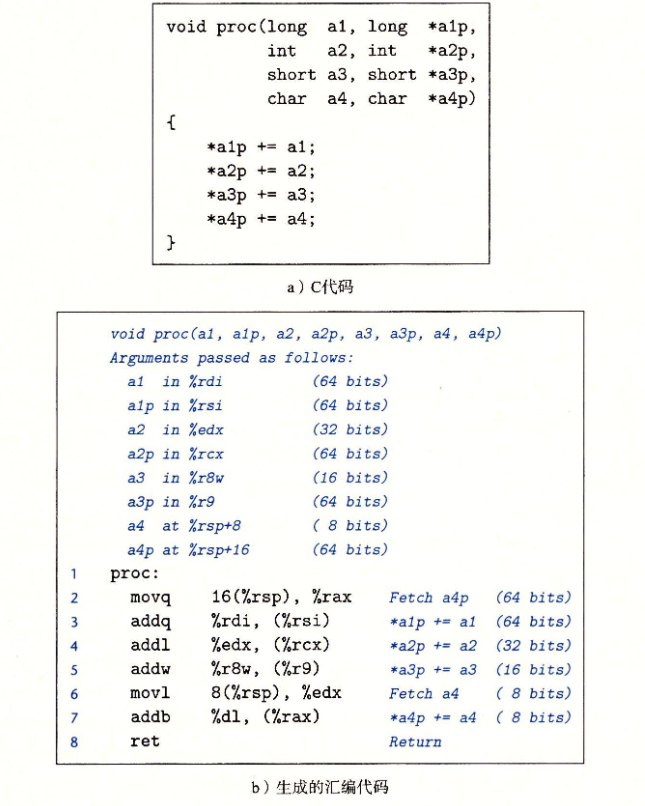 void proc(long  a1, long  *a1p,
          int   a2, int   *a2p,
          short a3, short *a3p,
          char  a4, char  *a4p)
{
    *a1p += a1;
    *a2p += a2;
    *a3p += a3;
    *a4p += a4;
}
a）C代码
void proc(a1, a1p, a2, a2p, a3, a3p, a4, a4p)
Arguments passed as follows:
a1  in %rdi        (64 bits)
a1p in %rsi        (64 bits)
a2  in %edx        (32 bits)
a2p in %rcx        (64 bits)
a3  in %r8w        (16 bits)
a3p in %r9         (64 bits)
a4  at %rsp+8      ( 8 bits)
a4p at %rsp+16     (64 bits)
1 proc:
2 movq 16(%rsp), %rax Fetch a4p (64 bits)
3 addq %rdi, (%rsi) *a1p += a1 (64 bits)
4 addl %edx, (%rcx) *a2p += a2 (32 bits)
5 addw %r8w, (%r9) *a3p += a3 (16 bits)
6 movl 8(%rsp), %edx Fetch a4 ( 8 bits)
7 addb %dl, (%rax) *a4p += a4 ( 8 bits)
8 ret Return
b）生成的汇编代码